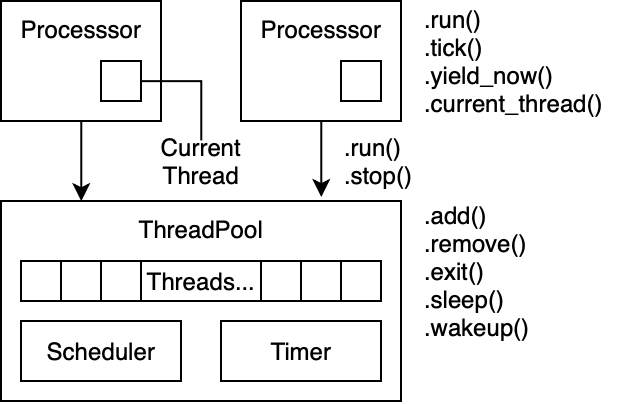 Processsor
Processsor
.run()
.tick()
.yield_now()
.current_thread()
Current
Thread
.run()
.stop()
ThreadPool
Threads...
Scheduler
Timer
.add()
.remove()
.exit()
.sleep()
.wakeup()